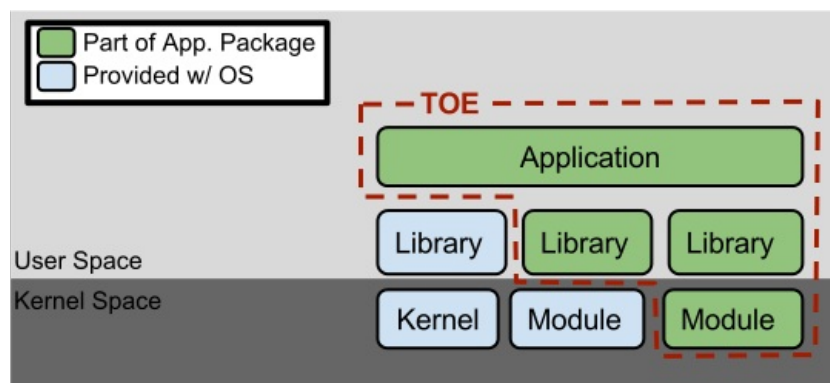 Part of App. Package
Provided w/ OS
TOE
Application
Library Library Library
User Space
Kernel Space
Kernel Module Module